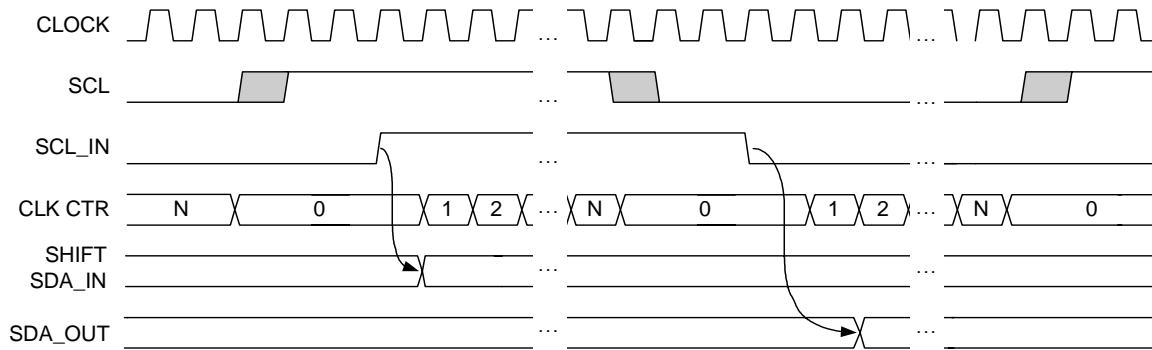 CLOCK ... ...
SCL ... ...
SCL_IN ... ...
CLK CTR N 0 1 2 ... N 0 1 2 ... N 0
SHIFT
SDA_IN ... ...
SDA_OUT ... ...